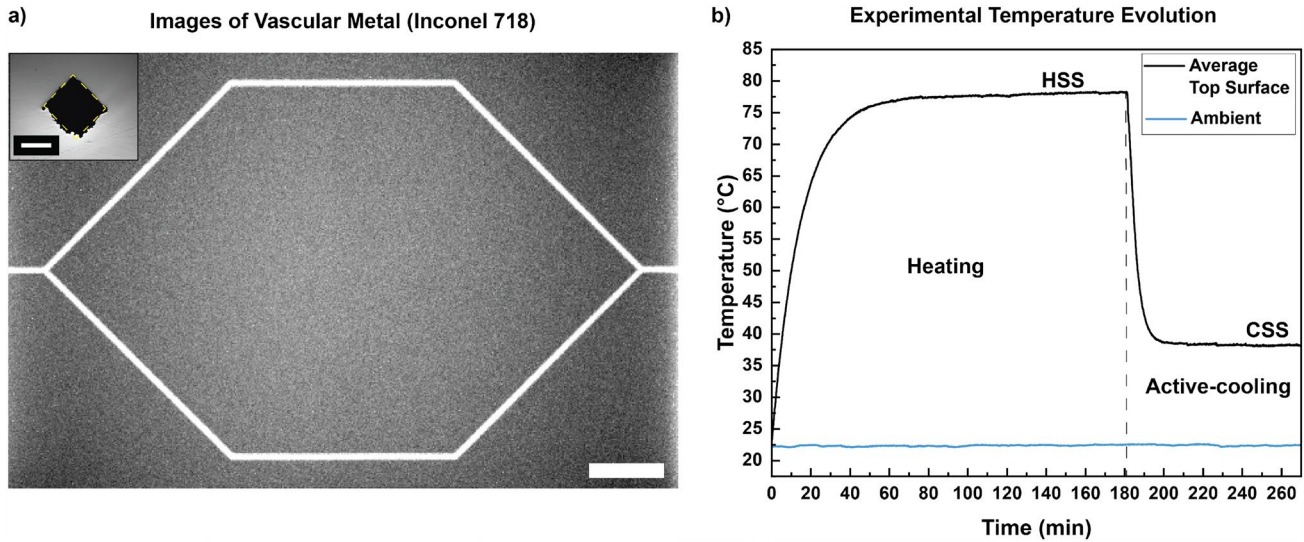 a)
Images of Vascular Metal (Inconel 718)
b)
Experimental Temperature Evolution
Temperature (°C)
85
80
75
70
65
60
55
50
45
40
35
30
25
20
HSS
Average
Top Surface
Ambient
Heating
CSS
Active-cooling
0 20 40 60 80 100 120 140 160 180 200 220 240 260
Time (min)